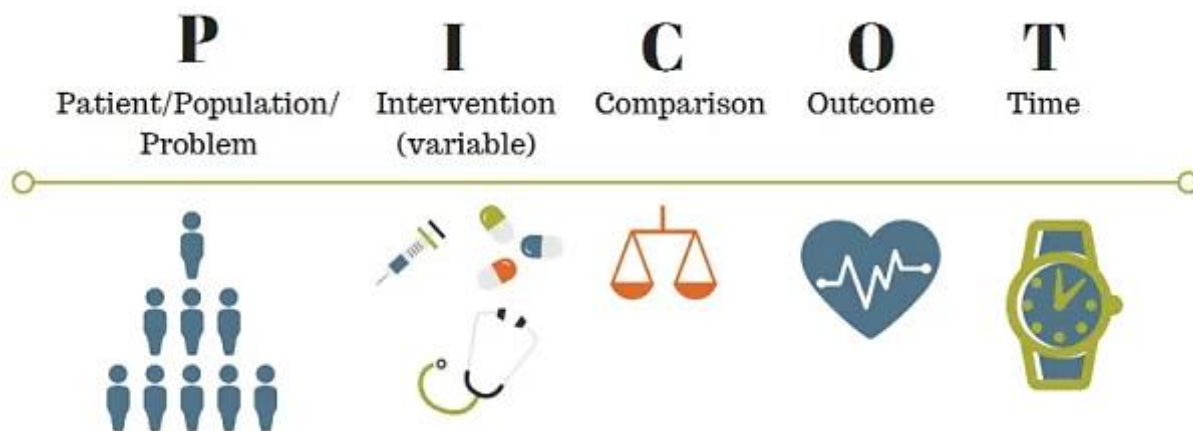 P
Patient/Population/
Problem
I
Intervention
(variable)
C
Comparison
O
Outcome
T
Time